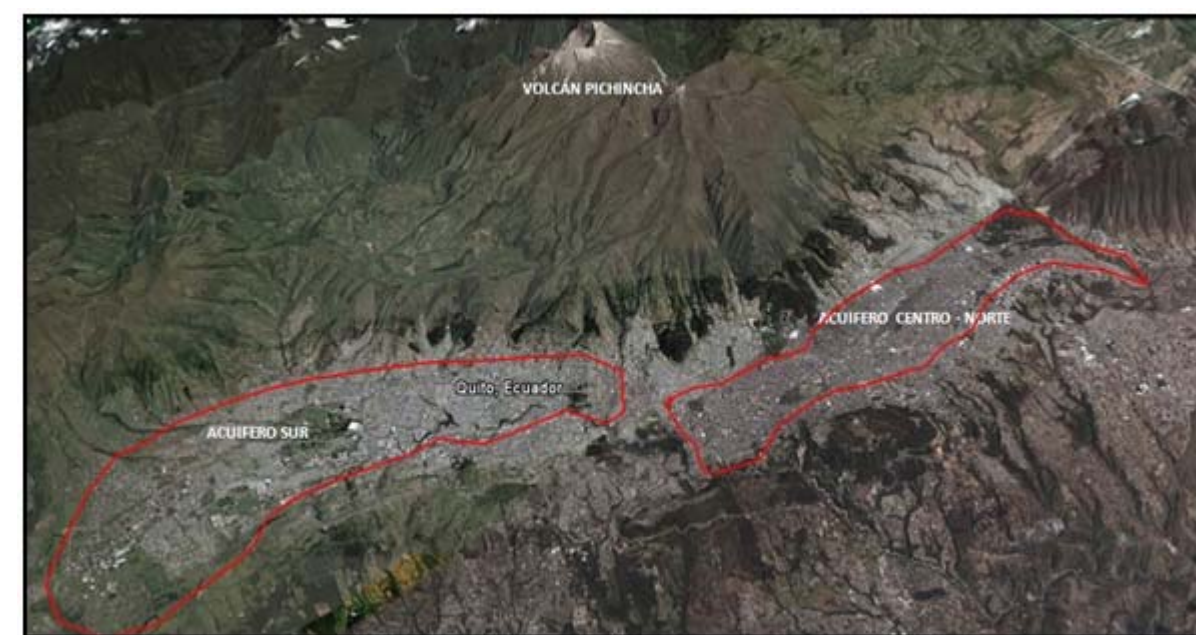 VOLCÁN PICHINCHA
ACUIFERO CENTRO - NORTE
Quito, Ecuador
ACUIFERO SUR